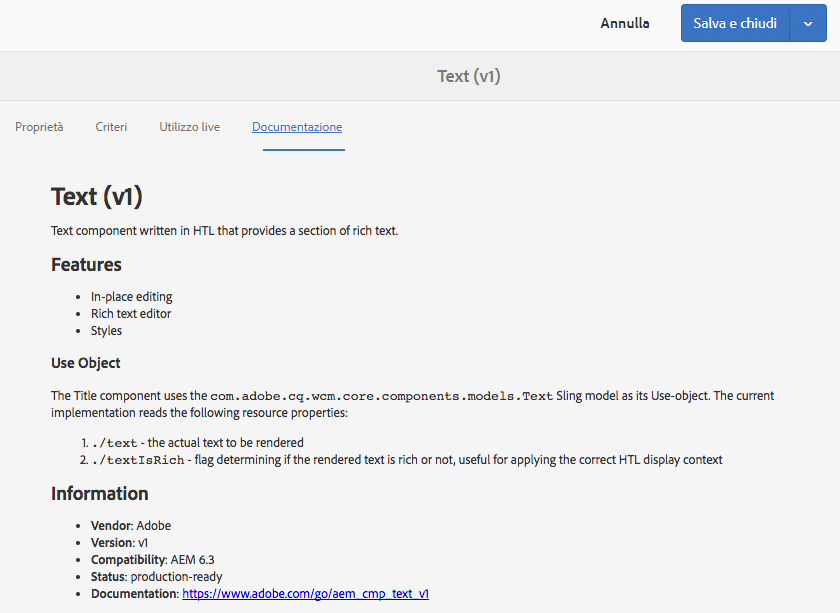 Annulla
Salva e chiudi
Text (v1)
Proprietà Criteri Utilizzo live Documentazione
Text (v1)
Text component written in HTL that provides a section of rich text.
Features
• In-place editing
• Rich text editor
• Styles
Use Object
The Title component uses the com.adobe.cq.wcm.core.components.models.Text Sling model as its Use-object. The current
implementation reads the following resource properties:
1. ./text - the actual text to be rendered
2. ./textIsRich - flag determining if the rendered text is rich or not, useful for applying the correct HTL display context
Information
• Vendor: Adobe
• Version: v1
• Compatibility: AEM 6.3
• Status: production-ready
• Documentation: https://www.adobe.com/go/aem_cmp_text_v1